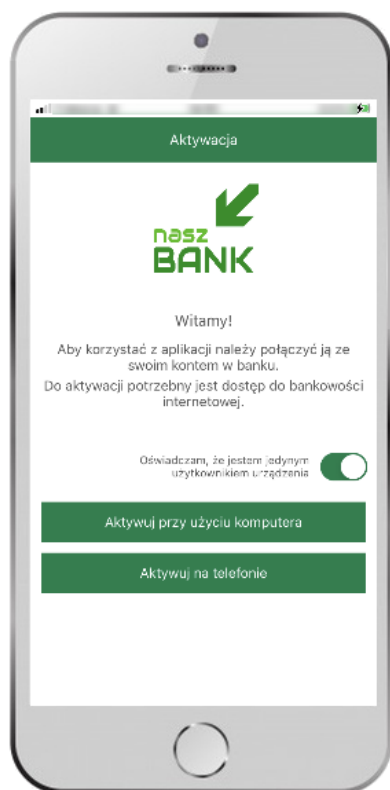 Aktywacja
nasz
BANK
Witamy!
Aby korzystać z aplikacji należy połączyć ją ze
swoim kontem w banku.
Do aktywacji potrzebny jest dostęp do bankowości
internetowej.
Oświadczam, że jestem jedynym
użytkownikiem urządzenia
Aktywuj przy użyciu komputera
Aktywuj na telefonie